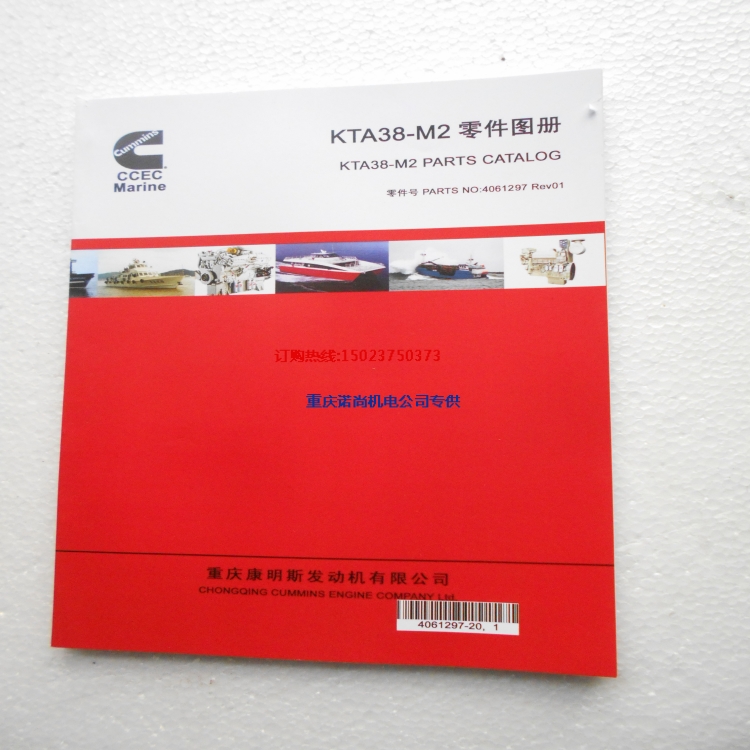 KTA38-M2 零件图册
KTA38-M2 PARTS CATALOG
零件号 PARTS NO:4061297 Rev01
Cummins
CCEC
Marine
订购热线:15023750373
重庆诺尚机电公司专供
重庆康明斯发动机有限公司
CHONGQING CUMMINS ENGINE COMPANY Ltd.
4061297-20, 1